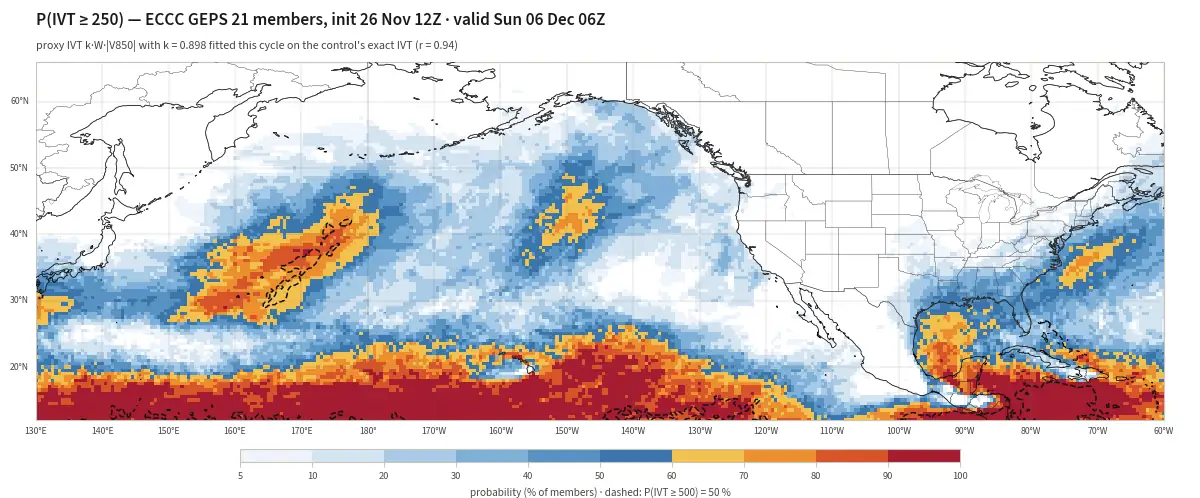 P(IVT ≥ 250) — ECCC GEPS 21 members, init 26 Nov 12Z · valid Sun 06 Dec 06Z
proxy IVT k·W·|V850| with k = 0.898 fitted this cycle on the control's exact IVT (r = 0.94)
60°N
50°N
40°N
30°N
20°N
130°E 140°E 150°E 160°E 170°E 180° 170°W 160°W 150°W 140°W 130°W 120°W 110°W 100°W 90°W 80°W 70°W 60°W
5 10 20 30 40 50 60 70 80 90 100
probability (% of members) · dashed: P(IVT ≥ 500) = 50 %